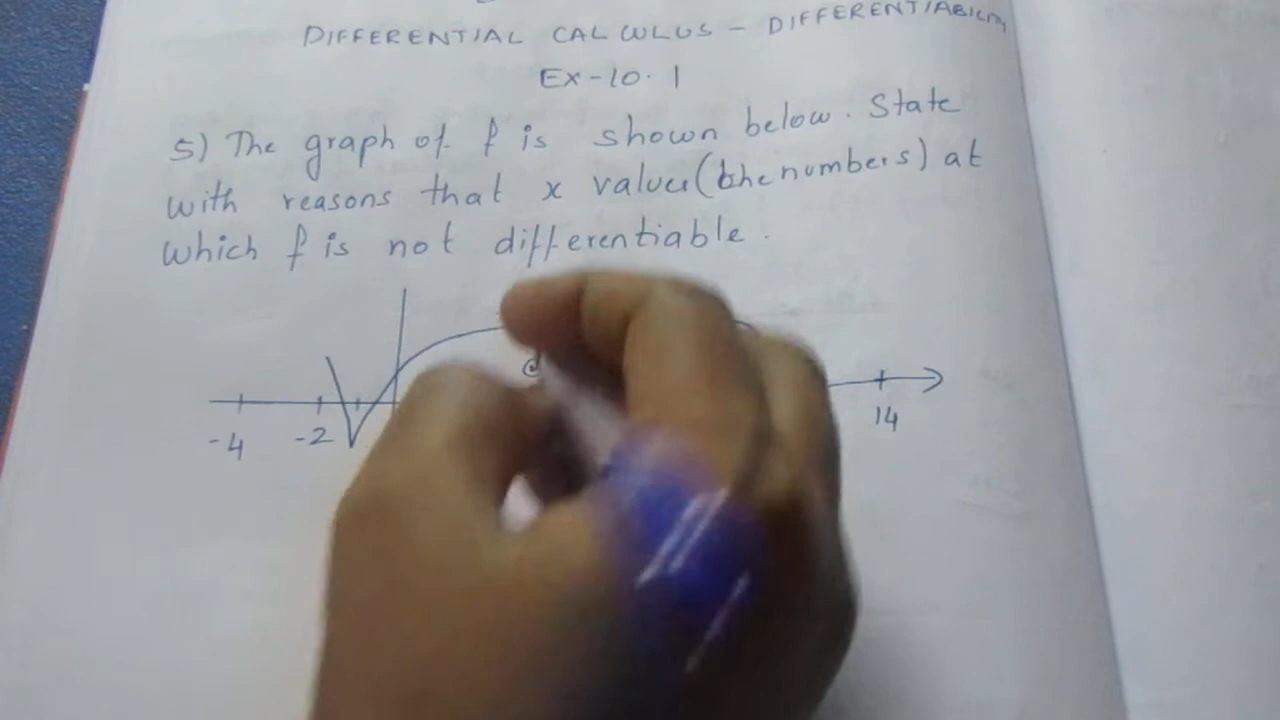 DIFFERENTIAL CALCULUS - DIFFERENTIABILITY
Ex-10.1
5) The graph of f is shown below. State
with reasons that x values (the numbers) at
which f is not differentiable.
-4 -2 14